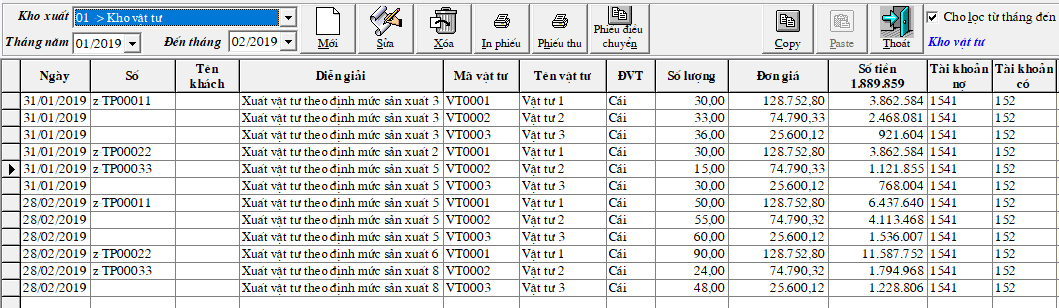 Kho xuất 01 -> Kho vật tư
Tháng năm 01/2019 Đến tháng 02/2019
Mới Sửa Xóa In phiếu Phiếu thu Phiếu điều chuyển Copy Paste Thoát
Cho lọc từ tháng đến
Kho vật tư
Ngày Số Tên khách Diễn giải Mã vật tư Tên vật tư ĐVT Số lượng Đơn giá Số tiền 1.889.859 Tài khoản nợ Tài khoản có
31/01/2019 z TP00011 Xuất vật tư theo định mức sản xuất 3 VT0001 Vật tư 1 Cái 30,00 128.752,80 3.862.584 1541 152
31/01/2019 Xuất vật tư theo định mức sản xuất 3 VT0002 Vật tư 2 Cái 33,00 74.790,33 2.468.081 1541 152
31/01/2019 Xuất vật tư theo định mức sản xuất 3 VT0003 Vật tư 3 Cái 36,00 25.600,12 921.604 1541 152
31/01/2019 z TP00022 Xuất vật tư theo định mức sản xuất 2 VT0001 Vật tư 1 Cái 30,00 128.752,80 3.862.584 1541 152
31/01/2019 z TP00033 Xuất vật tư theo định mức sản xuất 5 VT0002 Vật tư 2 Cái 15,00 74.790,33 1.121.855 1541 152
31/01/2019 Xuất vật tư theo định mức sản xuất 5 VT0003 Vật tư 3 Cái 30,00 25.600,12 768.004 1541 152
28/02/2019 z TP00011 Xuất vật tư theo định mức sản xuất 5 VT0001 Vật tư 1 Cái 50,00 128.752,80 6.437.640 1541 152
28/02/2019 Xuất vật tư theo định mức sản xuất 5 VT0002 Vật tư 2 Cái 55,00 74.790,32 4.113.468 1541 152
28/02/2019 Xuất vật tư theo định mức sản xuất 5 VT0003 Vật tư 3 Cái 60,00 25.600,12 1.536.007 1541 152
28/02/2019 z TP00022 Xuất vật tư theo định mức sản xuất 6 VT0001 Vật tư 1 Cái 90,00 128.752,80 11.587.752 1541 152
28/02/2019 z TP00033 Xuất vật tư theo định mức sản xuất 8 VT0002 Vật tư 2 Cái 24,00 74.790,32 1.794.968 1541 152
28/02/2019 Xuất vật tư theo định mức sản xuất 8 VT0003 Vật tư 3 Cái 48,00 25.600,12 1.228.806 1541 152